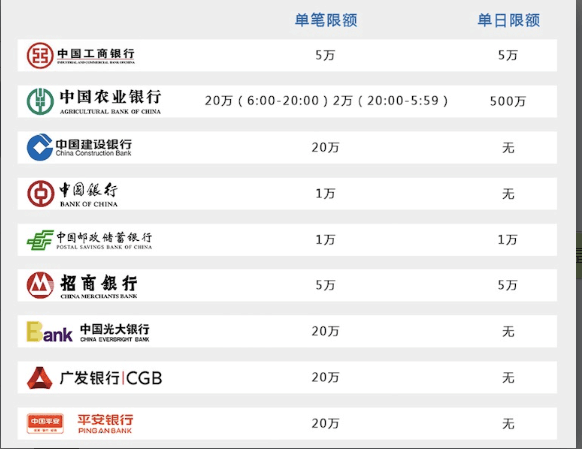 单笔限额 单日限额
中国工商银行 5万 5万
INDUSTRIAL AND COMMERCIAL BANK OF CHINA
中国农业银行 20万（6:00-20:00）2万（20:00-5:59） 500万
AGRICULTURAL BANK OF CHINA
中国建设银行 20万 无
China Construction Bank
中国银行 1万 无
BANK OF CHINA
中国邮政储蓄银行 1万 1万
POSTAL SAVINGS BANK OF CHINA
招商银行 5万 5万
CHINA MERCHANTS BANK
Bank 中国光大银行 20万 无
CHINA EVERBRIGHT BANK
广发银行|CGB 20万 无
中国平安 平安银行 20万 无
PING AN BANK